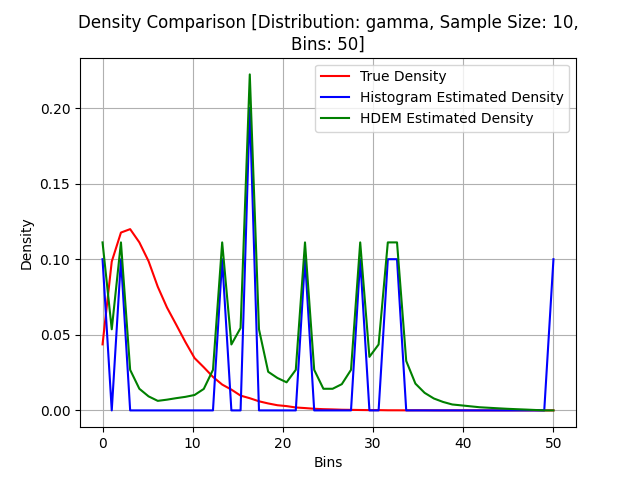 Density Comparison [Distribution: gamma, Sample Size: 10,
Bins: 50]
True Density
Histogram Estimated Density
HDEM Estimated Density
Density
0.20
0.15
0.10
0.05
0.00
0 10 20 30 40 50
Bins